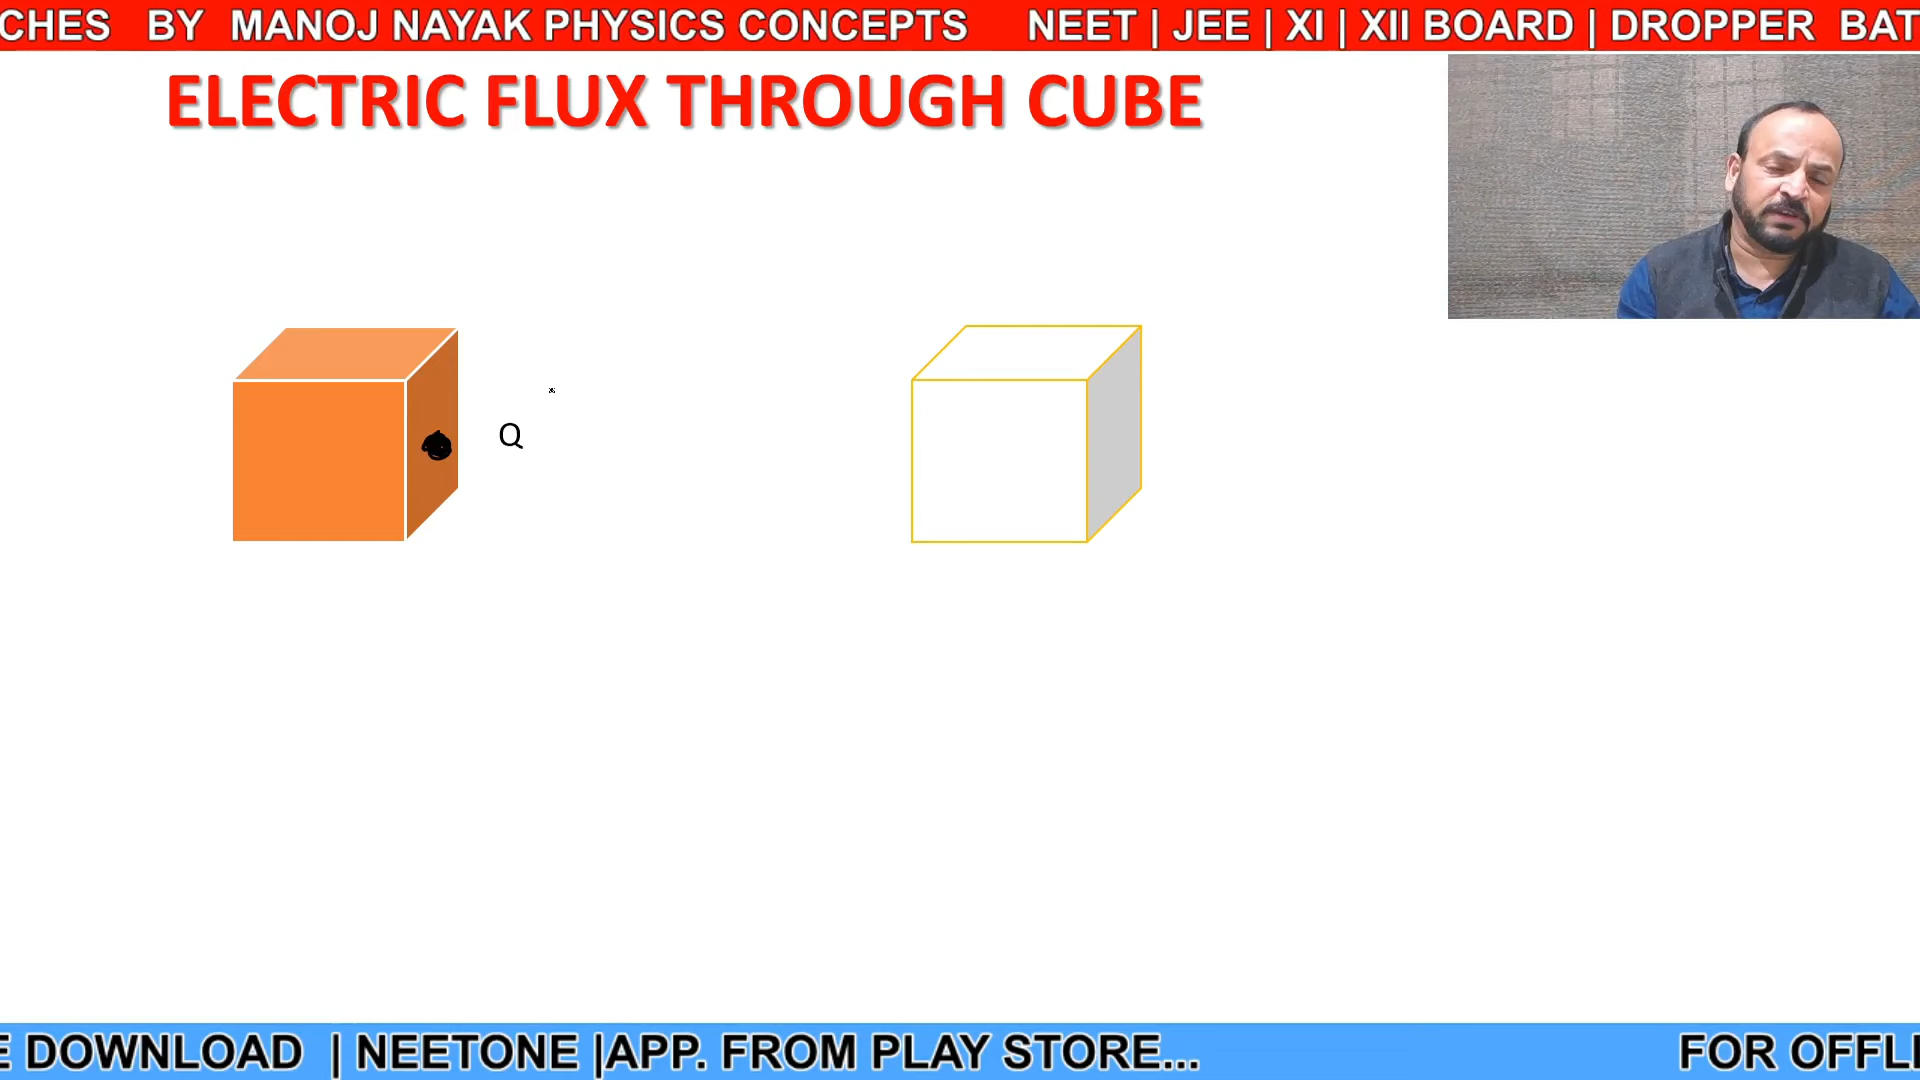 CHES BY MANOJ NAYAK PHYSICS CONCEPTS NEET | JEE | XI | XII BOARD | DROPPER BAT
ELECTRIC FLUX THROUGH CUBE
Q
E DOWNLOAD | NEETONE |APP. FROM PLAY STORE... FOR OFFLI